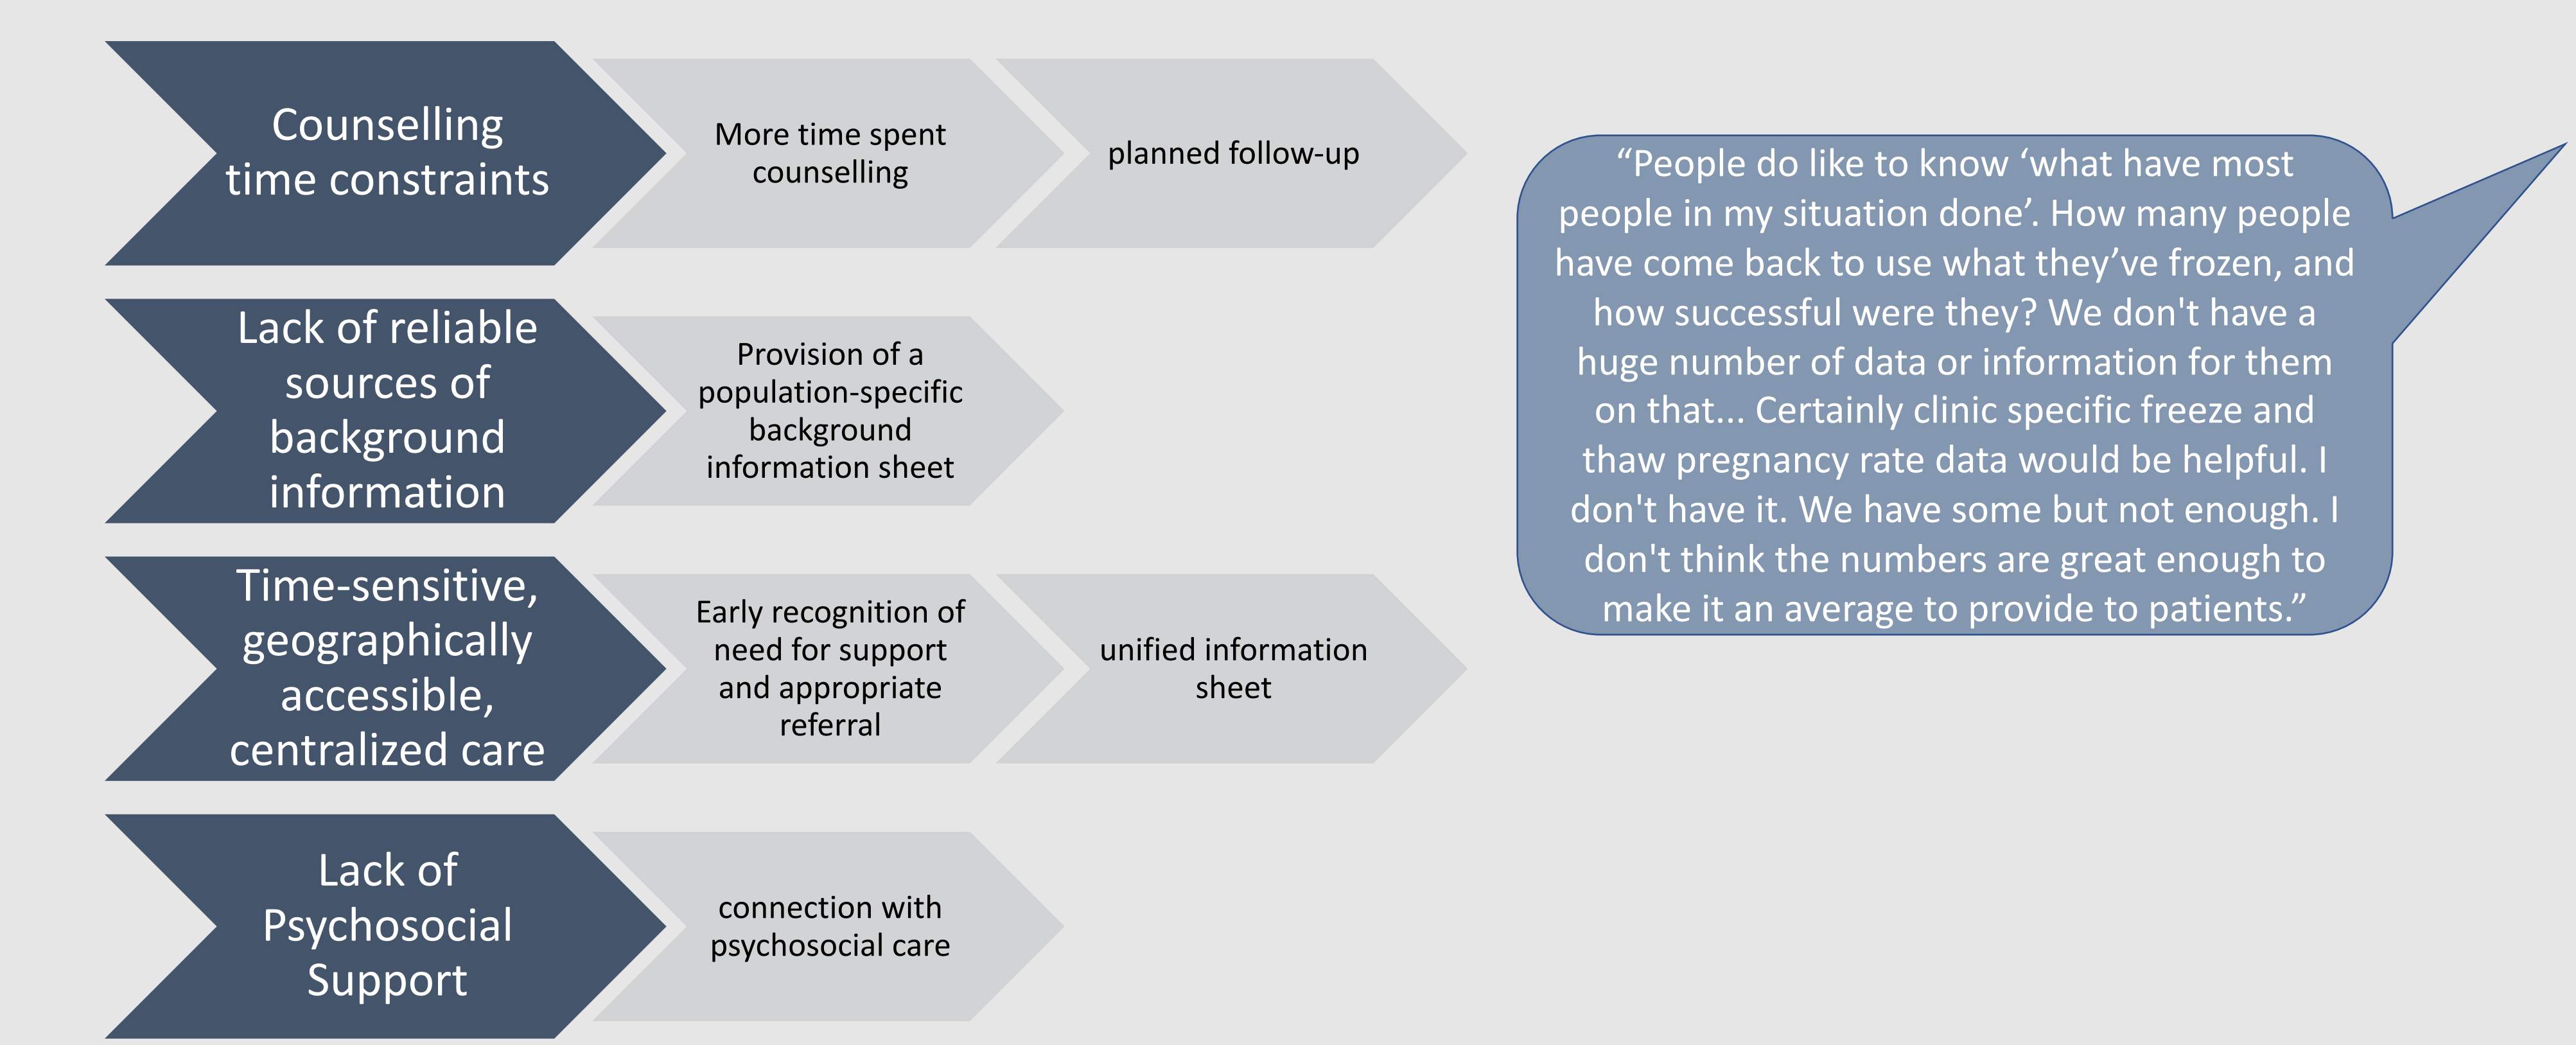 Counselling
time constraints
More time spent
counselling
planned follow-up
Lack of reliable
sources of
background
information
Provision of a
population-specific
background
information sheet
Time-sensitive,
geographically
accessible,
centralized care
Early recognition of
need for support
and appropriate
referral
unified information
sheet
Lack of
Psychosocial
Support
connection with
psychosocial care
“People do like to know ‘what have most
people in my situation done’. How many people
have come back to use what they’ve frozen, and
how successful were they? We don't have a
huge number of data or information for them
on that... Certainly clinic specific freeze and
thaw pregnancy rate data would be helpful. I
don't have it. We have some but not enough. I
don't think the numbers are great enough to
make it an average to provide to patients.”